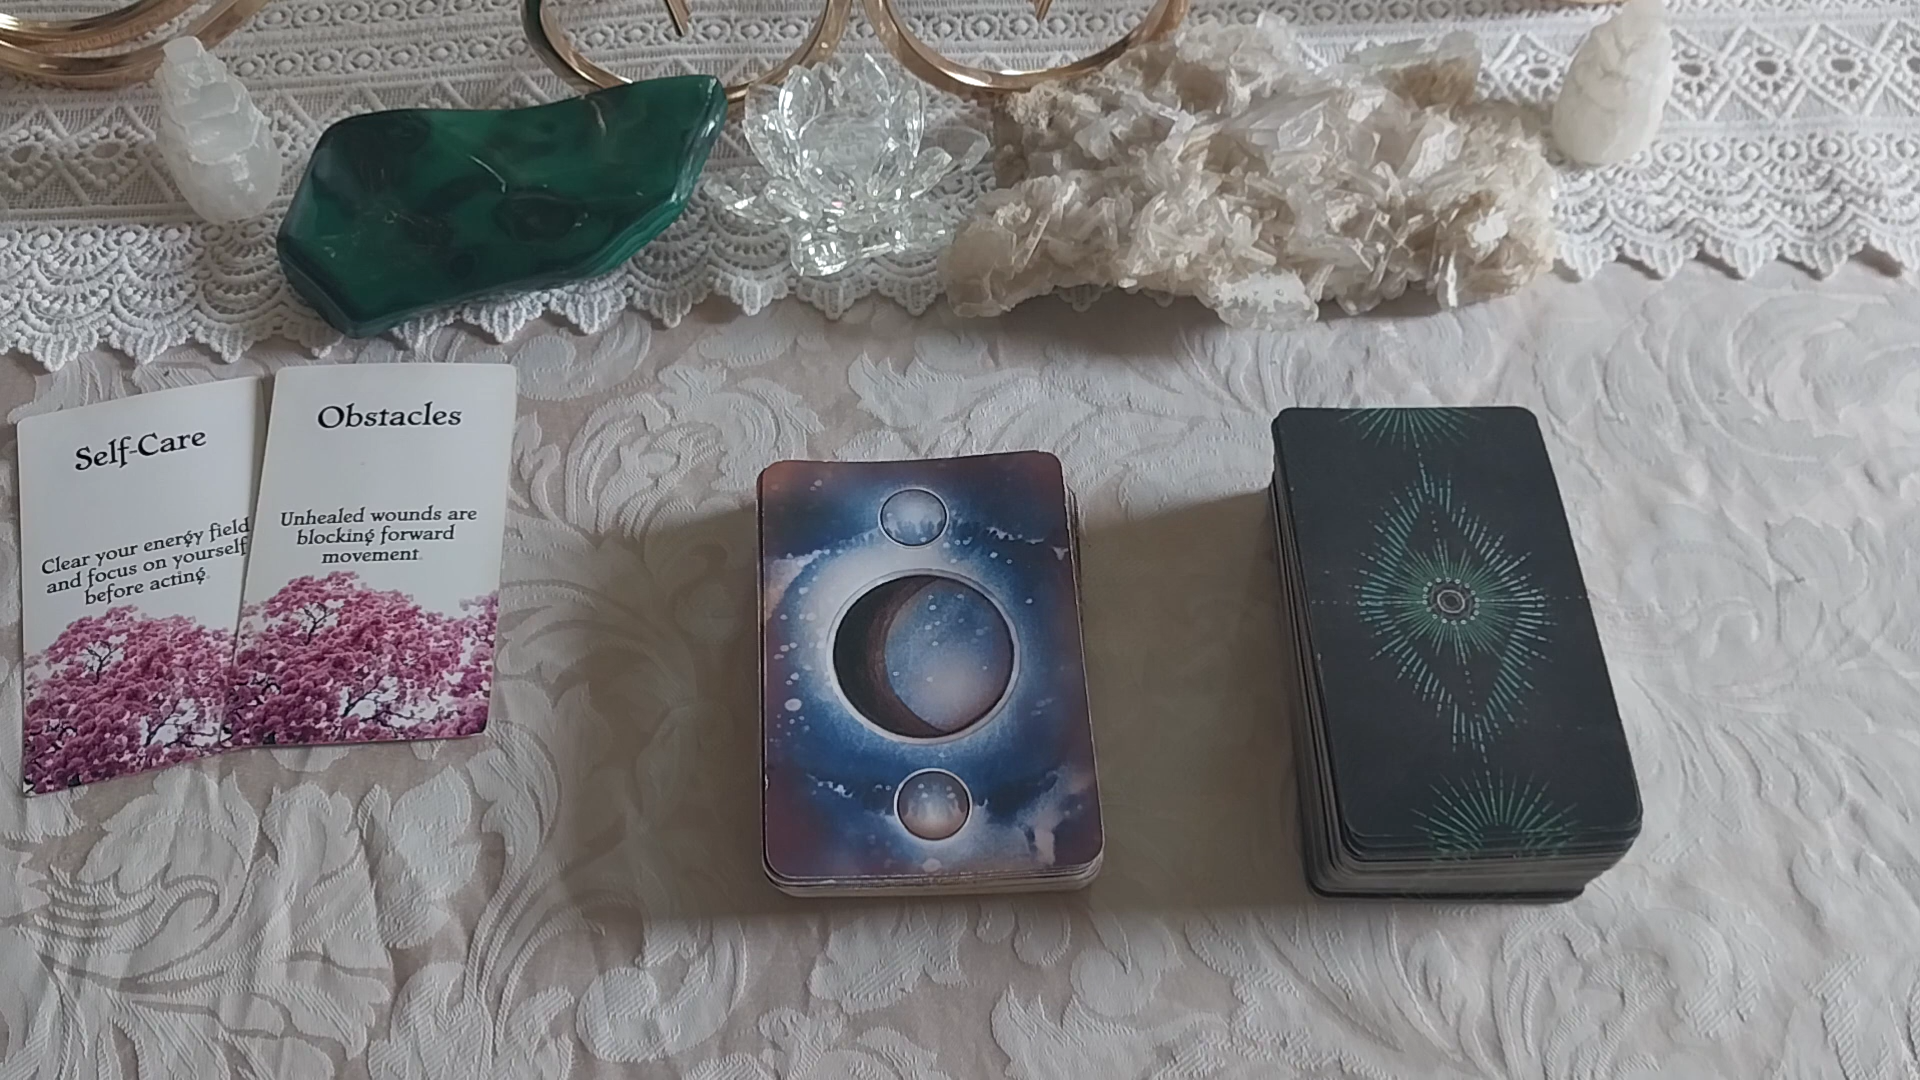 Self-Care
Clear your energy field
and focus on yourself
before acting.
Obstacles
Unhealed wounds are
blocking forward
movement.